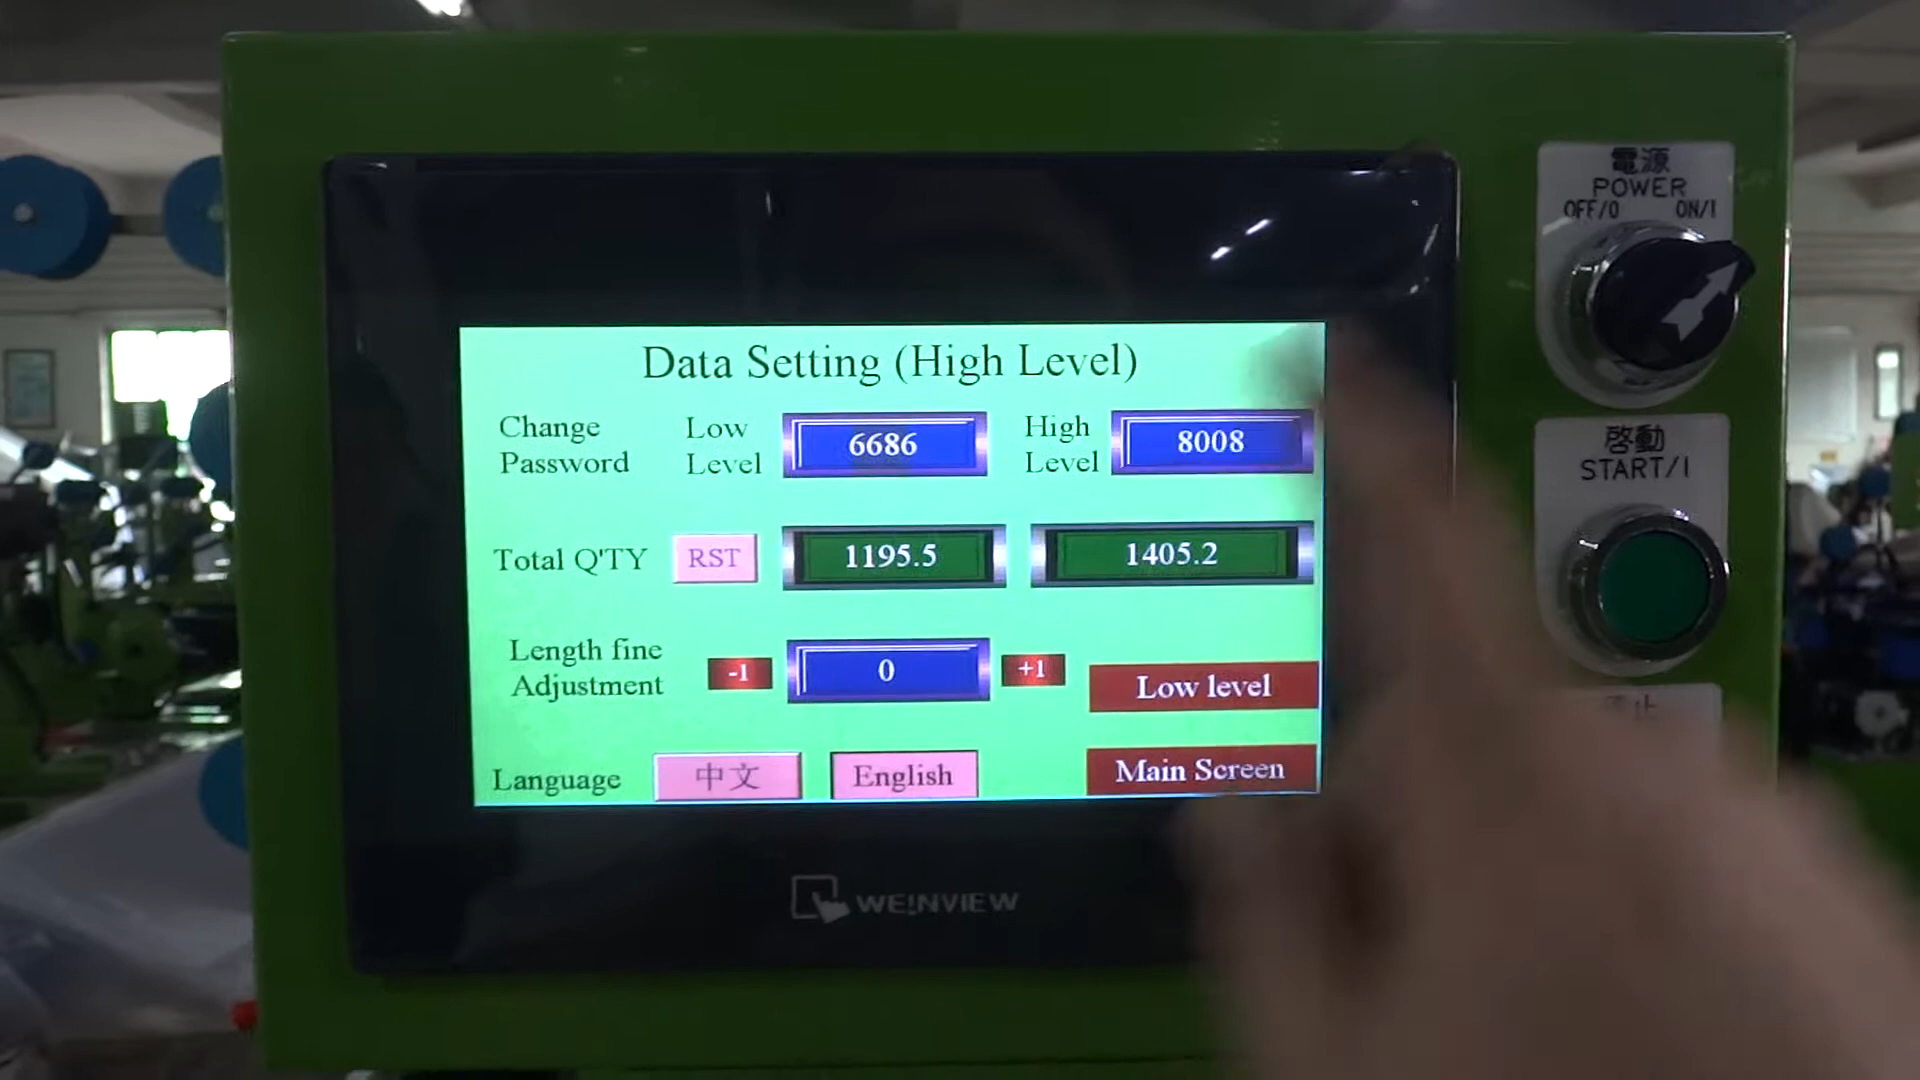 Data Setting (High Level)
Change Password
Low Level
6686
High Level
8008
Total Q'TY
RST
1195.5
1405.2
Length fine Adjustment
-1
0
+1
Low level
Language
中文
English
Main Screen
WEINVIEW
電源
POWER
OFF/O
ON/I
啓動
START/I